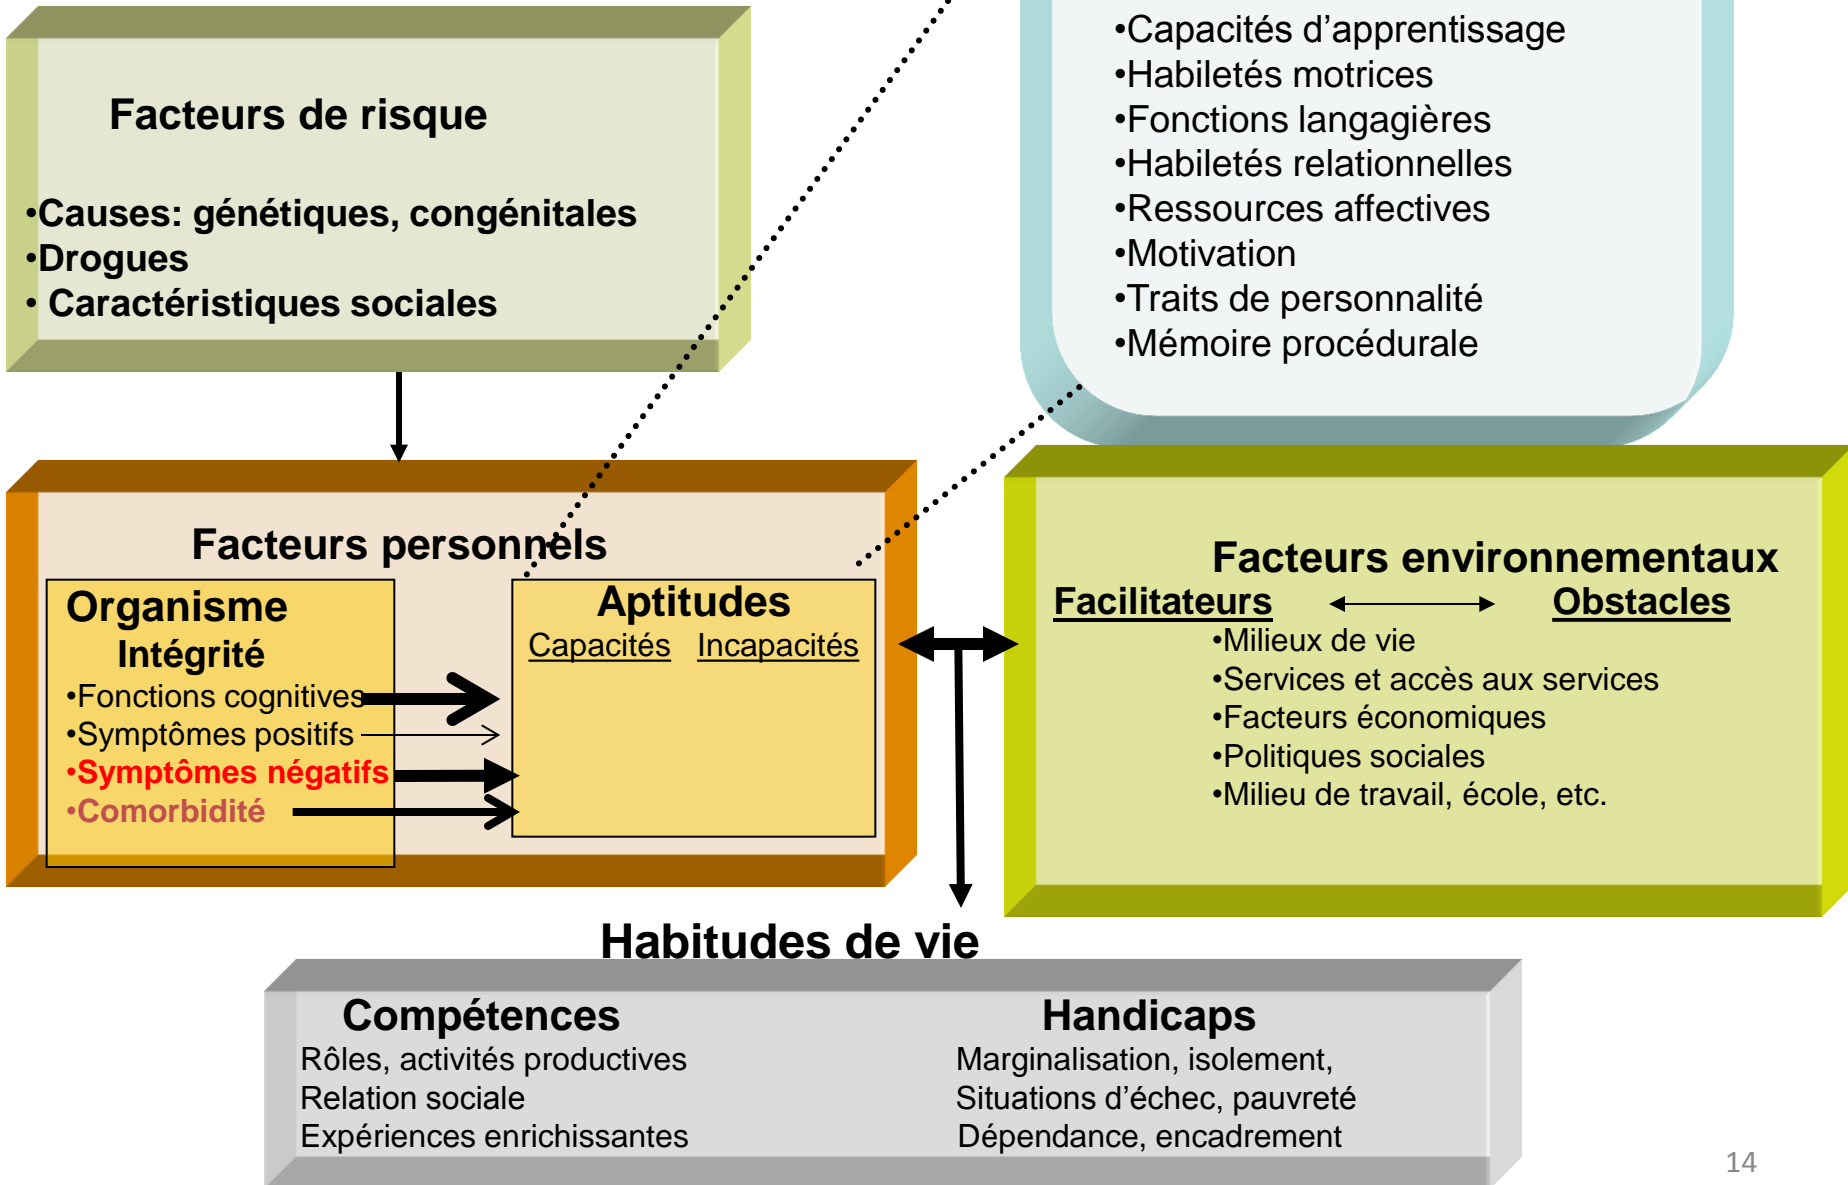 Facteurs de risque
•Causes: génétiques, congénitales
•Drogues
• Caractéristiques sociales
•Capacités d’apprentissage
•Habiletés motrices
•Fonctions langagières
•Habiletés relationnelles
•Ressources affectives
•Motivation
•Traits de personnalité
•Mémoire procédurale
Facteurs personnels
Organisme
Intégrité
•Fonctions cognitives
•Symptômes positifs
•Symptômes négatifs
•Comorbidité
Aptitudes
Capacités Incapacités
Facteurs environnementaux
Facilitateurs Obstacles
•Milieux de vie
•Services et accès aux services
•Facteurs économiques
•Politiques sociales
•Milieu de travail, école, etc.
Habitudes de vie
Compétences
Rôles, activités productives
Relation sociale
Expériences enrichissantes
Handicaps
Marginalisation, isolement,
Situations d’échec, pauvreté
Dépendance, encadrement
14